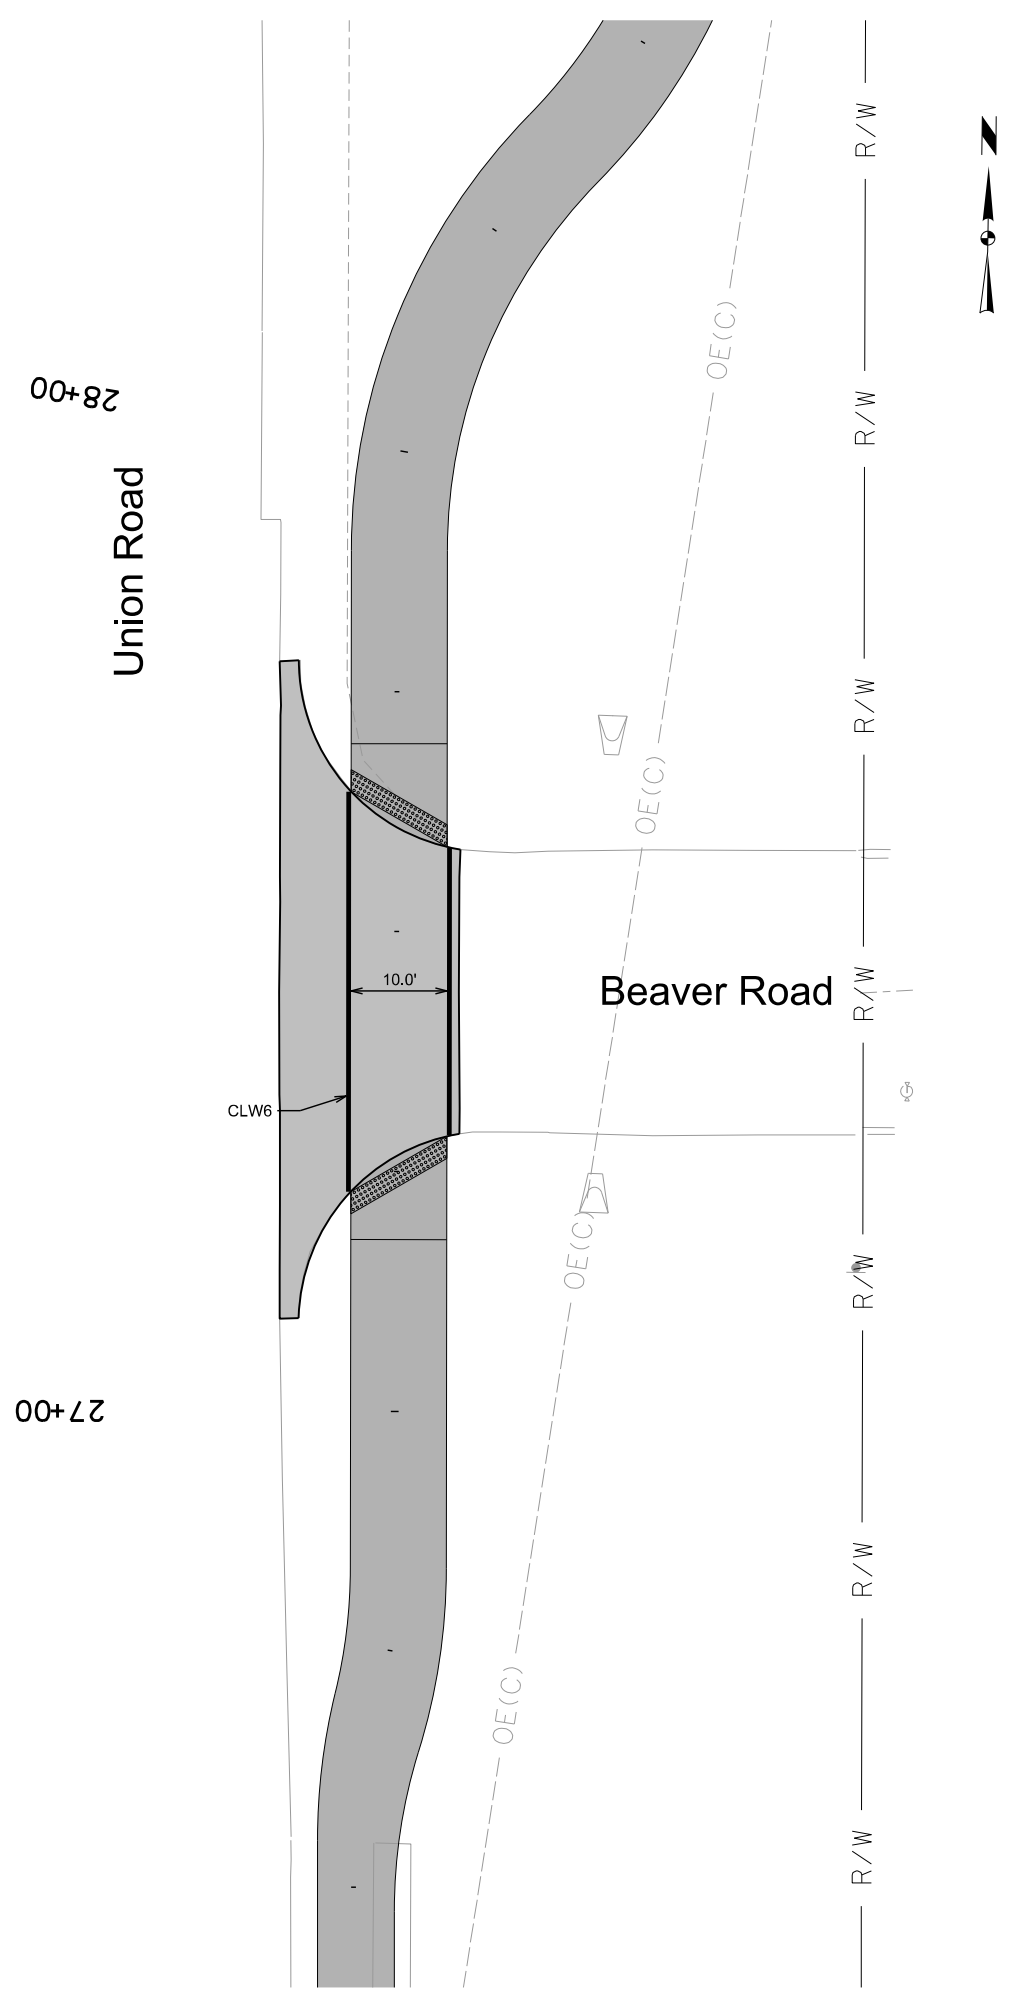 N
R/W
OE(C)
28+00
R/W
Union Road
R/W
OE(C)
10.0'
Beaver Road
R/W
CLW6
OE(C)
R/W
27+00
R/W
OE(C)
R/W